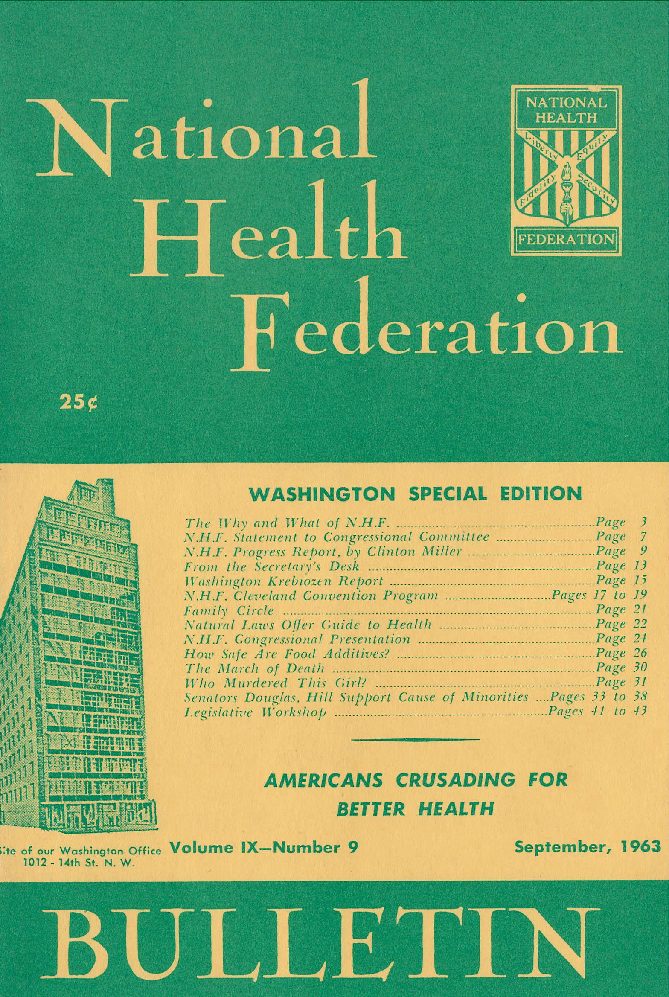 National
Health
Federation
NATIONAL
HEALTH
Liberty Equity
Fidelity Security
FEDERATION
25¢
WASHINGTON SPECIAL EDITION
The Why and What of N.H.F. ........ Page 3
N.H.F. Statement to Congressional Committee ........ Page 7
N.H.F. Progress Report, by Clinton Miller ........ Page 9
From the Secretary's Desk ........ Page 13
Washington Krebiozen Report ........ Page 15
N.H.F. Cleveland Convention Program ........ Pages 17 to 19
Family Circle ........ Page 21
Natural Laws Offer Guide to Health ........ Page 22
N.H.F. Congressional Presentation ........ Page 24
How Safe Are Food Additives? ........ Page 26
The March of Death ........ Page 30
Who Murdered This Girl? ........ Page 31
Senators Douglas, Hill Support Cause of Minorities ... Pages 33 to 38
Legislative Workshop ........ Pages 41 to 43
AMERICANS CRUSADING FOR
BETTER HEALTH
Site of our Washington Office
1012 - 14th St. N. W.
Volume IX—Number 9 September, 1963
BULLETIN